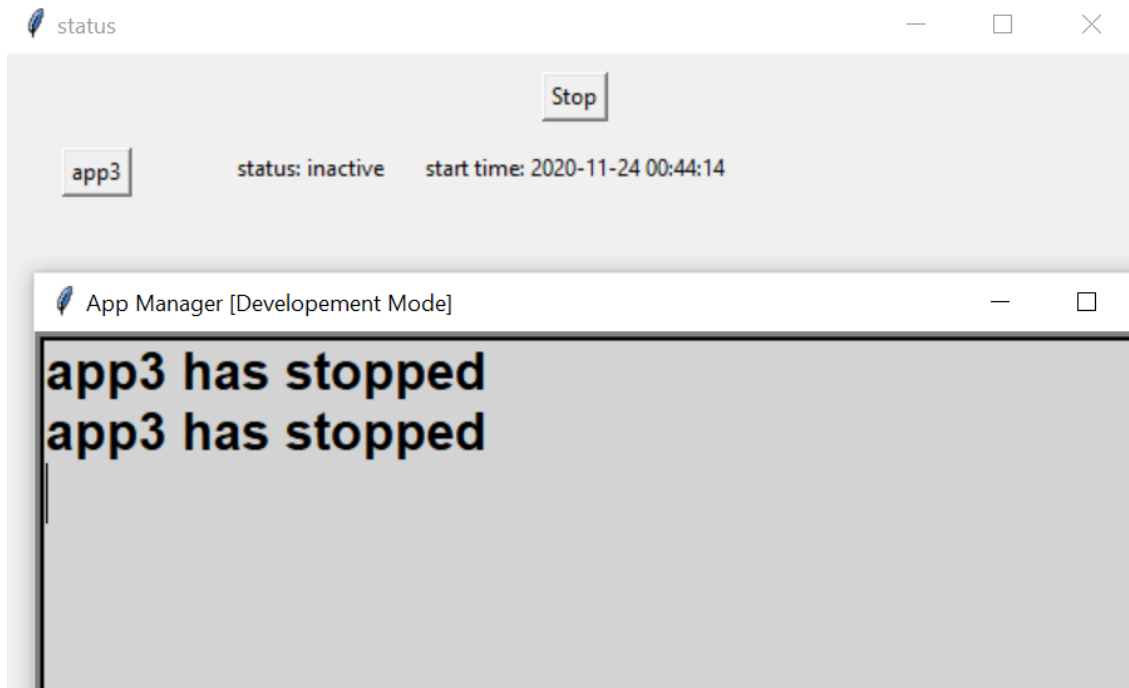 status
Stop
app3 status: inactive start time: 2020-11-24 00:44:14
App Manager [Developement Mode]
app3 has stopped
app3 has stopped